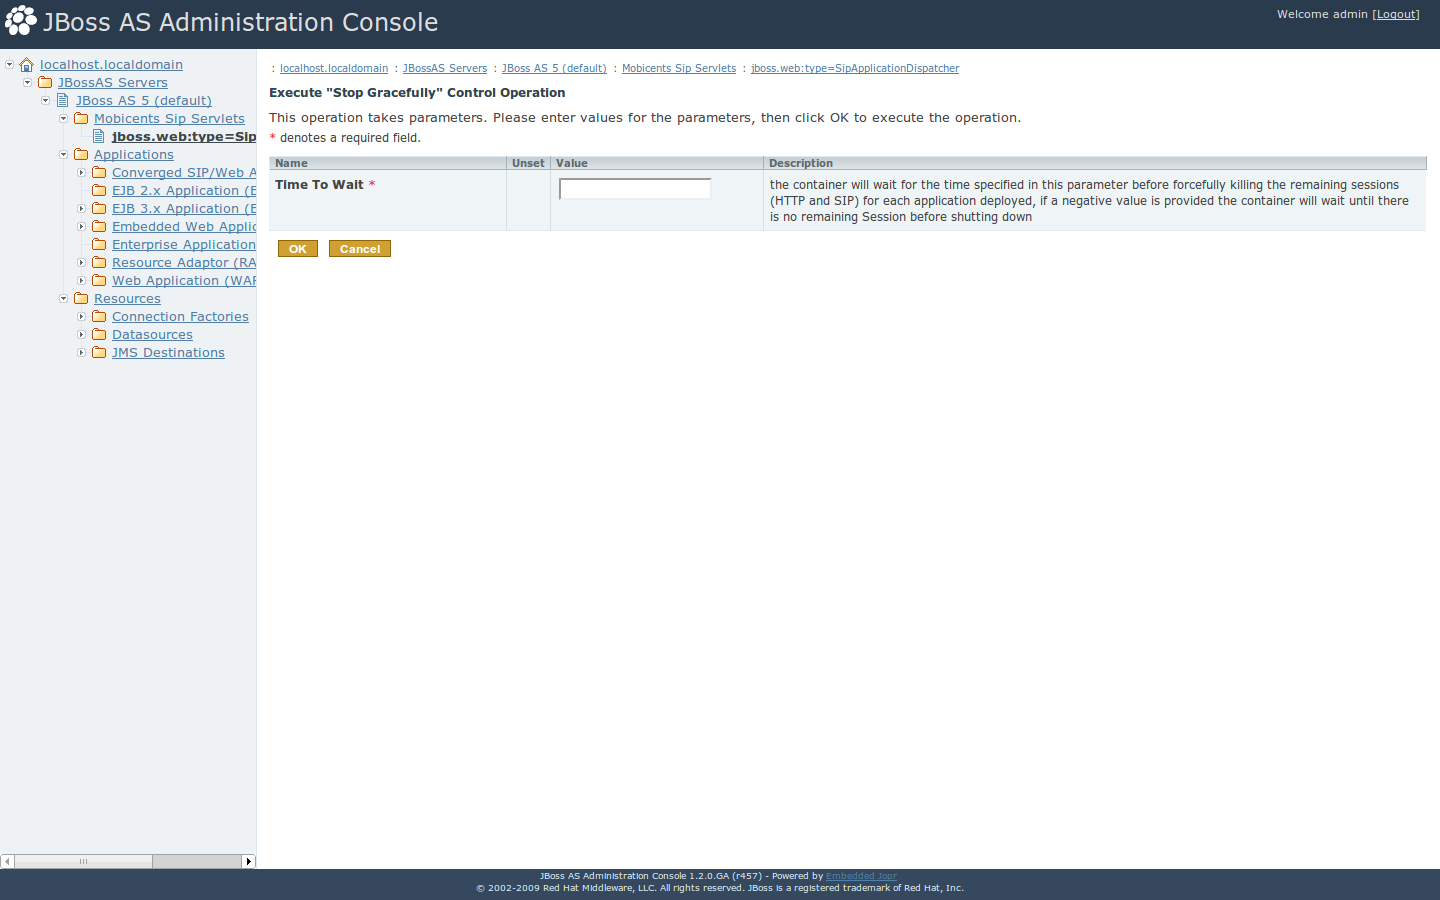 JBoss AS Administration Console
Welcome admin [Logout]
localhost.localdomain
JBossAS Servers
JBoss AS 5 (default)
Mobicents Sip Servlets
jboss.web:type=Sip
Applications
Converged SIP/Web A
EJB 2.x Application (E
EJB 3.x Application (E
Embedded Web Applic
Enterprise Application
Resource Adaptor (RA
Web Application (WAR
Resources
Connection Factories
Datasources
JMS Destinations
: localhost.localdomain : JBossAS Servers : JBoss AS 5 (default) : Mobicents Sip Servlets : jboss.web:type=SipApplicationDispatcher
Execute "Stop Gracefully" Control Operation
This operation takes parameters. Please enter values for the parameters, then click OK to execute the operation.
* denotes a required field.
Name Unset Value Description
Time To Wait *
the container will wait for the time specified in this parameter before forcefully killing the remaining sessions
(HTTP and SIP) for each application deployed, if a negative value is provided the container will wait until there
is no remaining Session before shutting down
OK Cancel
JBoss AS Administration Console 1.2.0.GA (r457) - Powered by Embedded Jopr
© 2002-2009 Red Hat Middleware, LLC. All rights reserved. JBoss is a registered trademark of Red Hat, Inc.